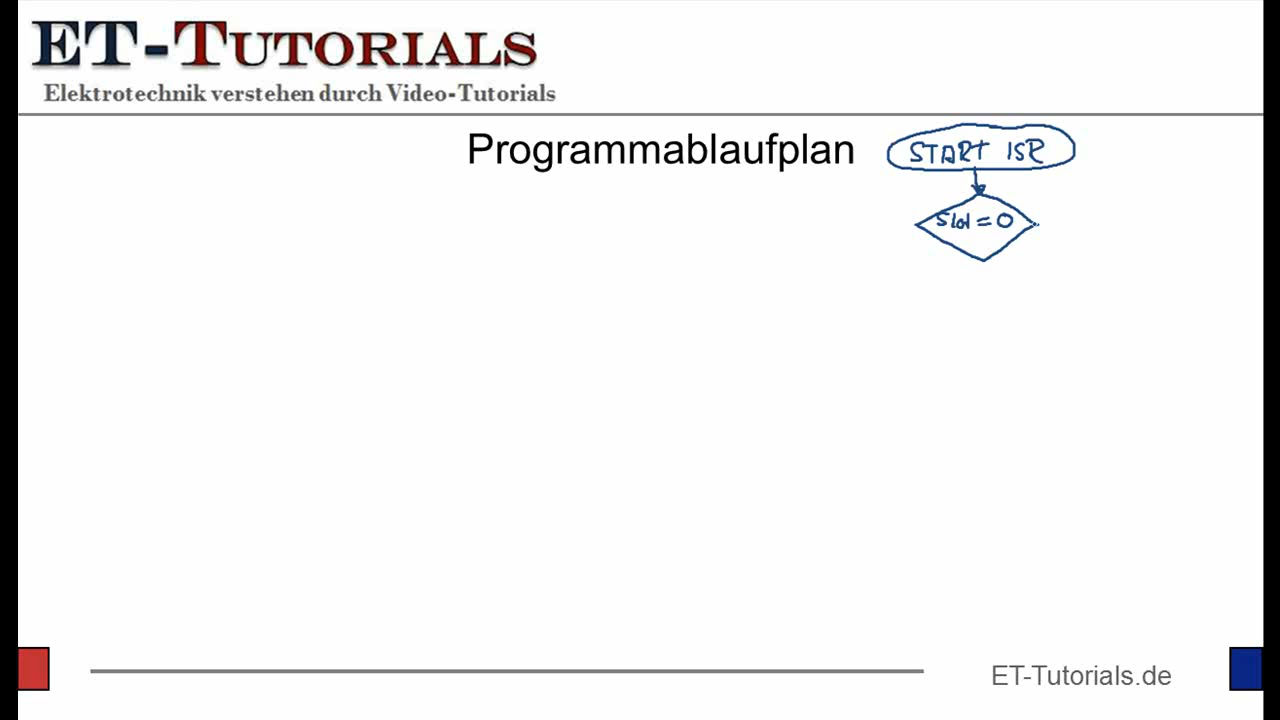 ET-Tutorials
Elektrotechnik verstehen durch Video-Tutorials
Programmablaufplan
START ISR
Slot = 0
ET-Tutorials.de